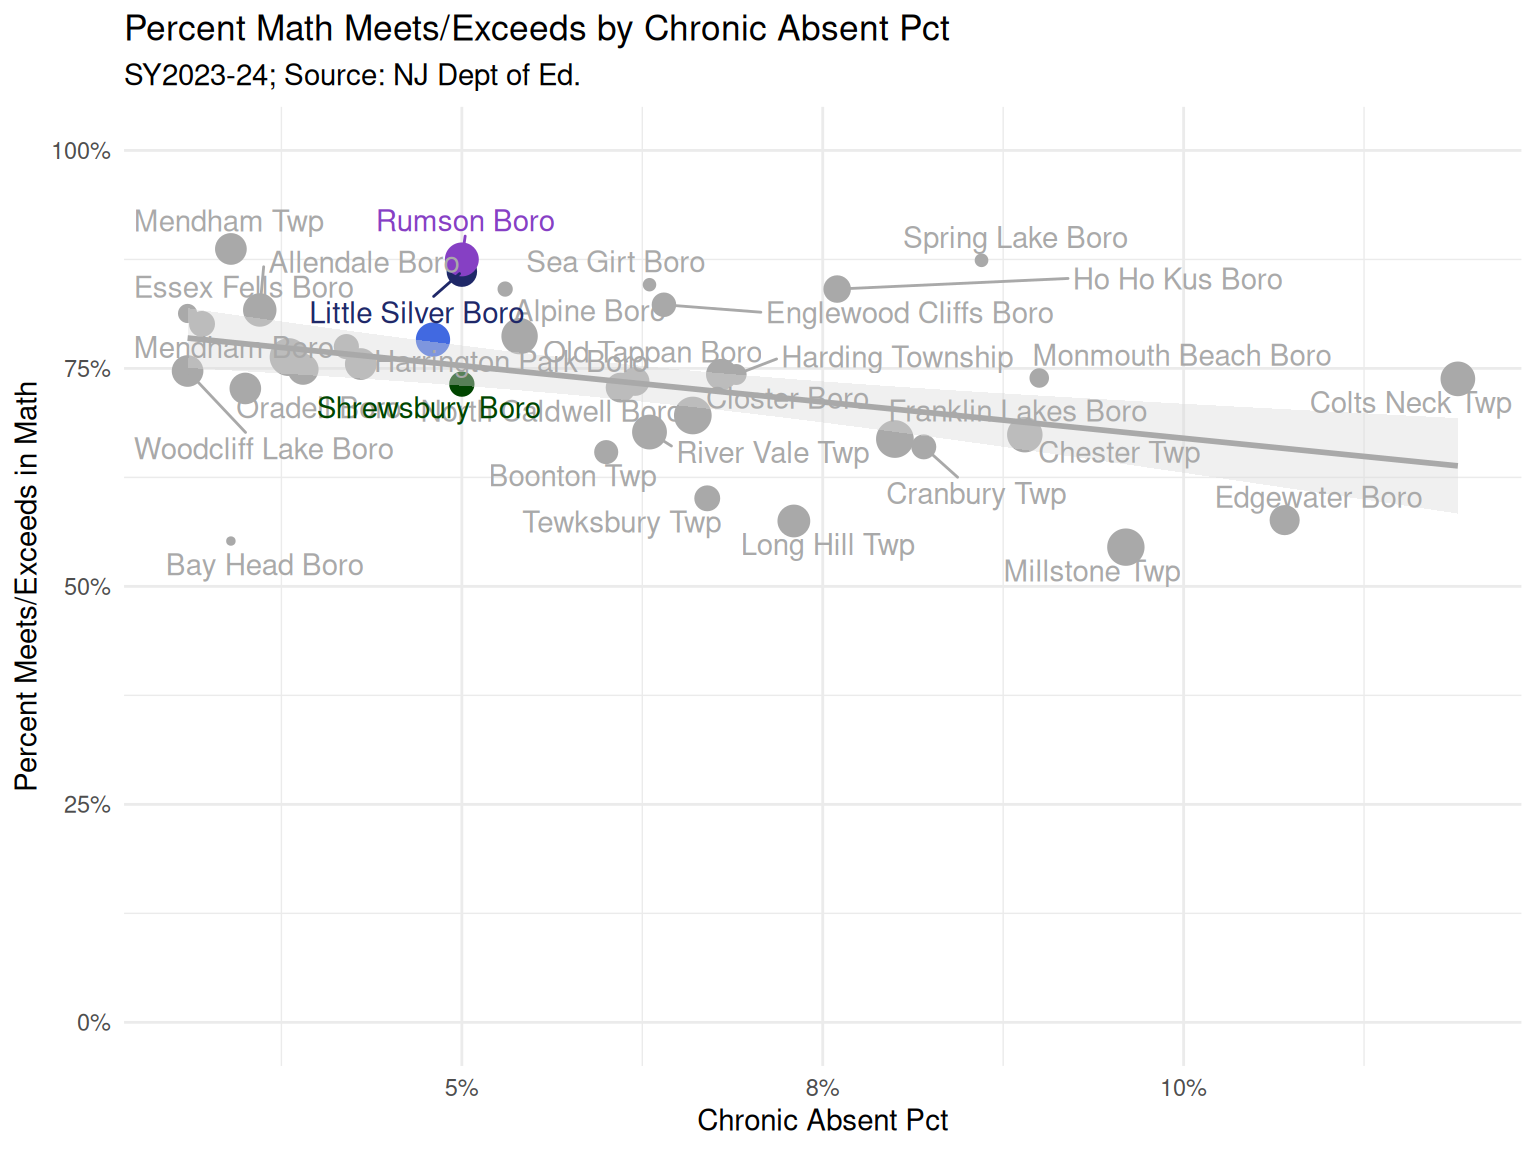 Percent Math Meets/Exceeds by Chronic Absent Pct
SY2023-24; Source: NJ Dept of Ed.
Percent Meets/Exceeds in Math
100%
75%
50%
25%
0%
Mendham Twp
Rumson Boro
Spring Lake Boro
Allendale Boro
Sea Girt Boro
Ho Ho Kus Boro
Essex Fells Boro
Little Silver Boro
Alpine Boro
Englewood Cliffs Boro
Mendham Boro
Harrington Park Boro
Old Tappan Boro
Harding Township
Monmouth Beach Boro
Oradell Boro
Shrewsbury Boro
North Caldwell Boro
Closter Boro
Franklin Lakes Boro
Colts Neck Twp
Woodcliff Lake Boro
River Vale Twp
Chester Twp
Boonton Twp
Cranbury Twp
Edgewater Boro
Tewksbury Twp
Long Hill Twp
Bay Head Boro
Millstone Twp
5%
8%
10%
Chronic Absent Pct